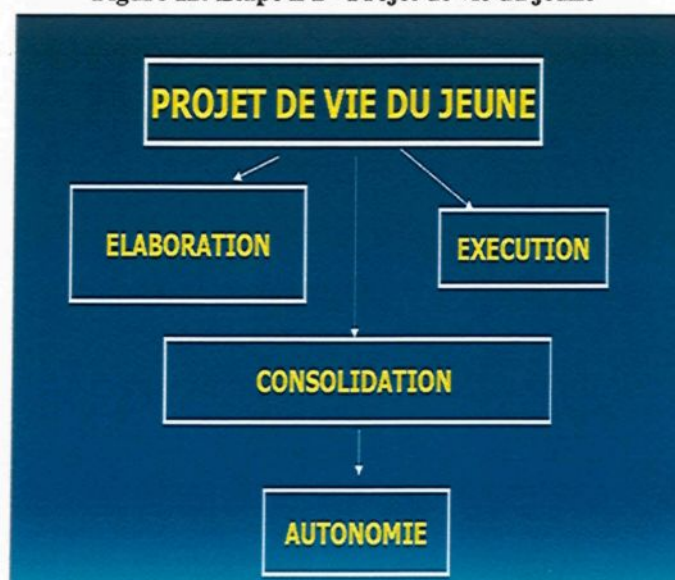 PROJET DE VIE DU JEUNE
ELABORATION
EXECUTION
CONSOLIDATION
AUTONOMIE